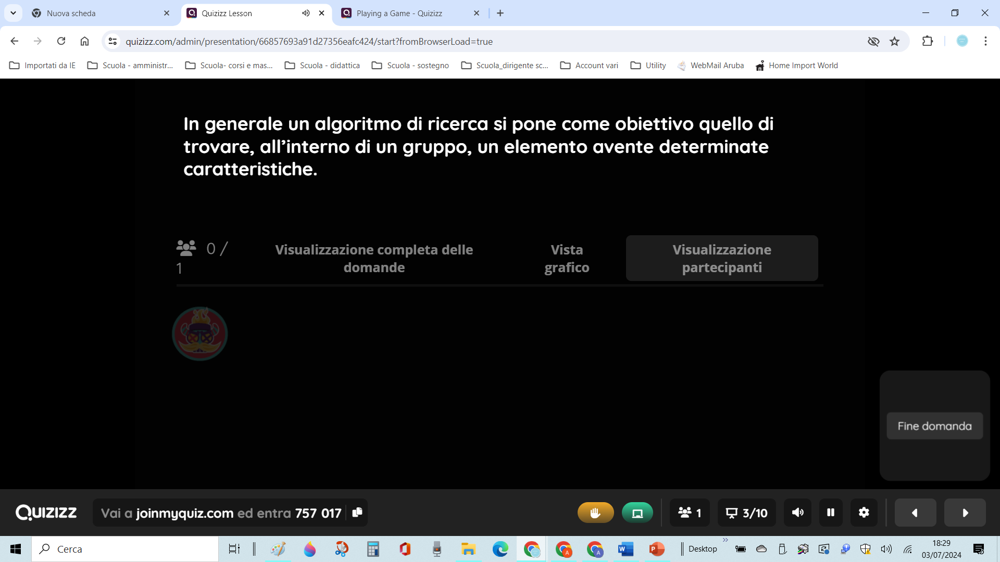 Nuova scheda
Quizizz Lesson
Playing a Game - Quizizz
quizizz.com/admin/presentation/66857693a91d27356eafc424/start?fromBrowserLoad=true
Importati da IE
Scuola - amministr...
Scuola- corsi e mas...
Scuola - didattica
Scuola - sostegno
Scuola_dirigente sc...
Account vari
Utility
WebMail Aruba
Home Import World
In generale un algoritmo di ricerca si pone come obiettivo quello di
trovare, all’interno di un gruppo, un elemento avente determinate
caratteristiche.
0 /
1
Visualizzazione completa delle
domande
Vista
grafico
Visualizzazione
partecipanti
Fine domanda
QUIZIZZ
Vai a joinmyquiz.com ed entra 757 017
1
3/10
Cerca
Desktop
18:29
03/07/2024